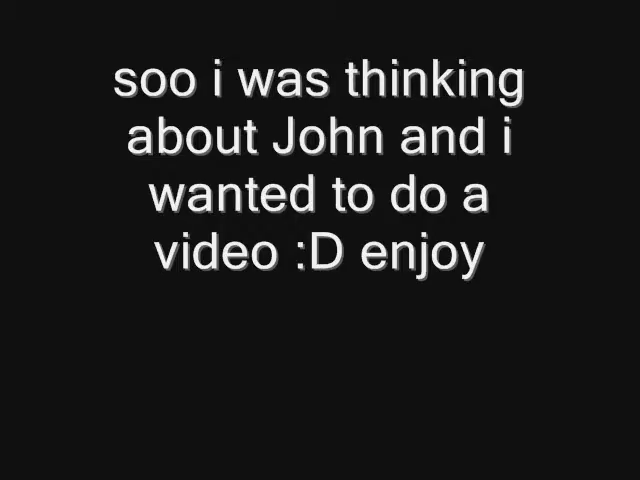 soo i was thinking
about John and i
wanted to do a
video :D enjoy